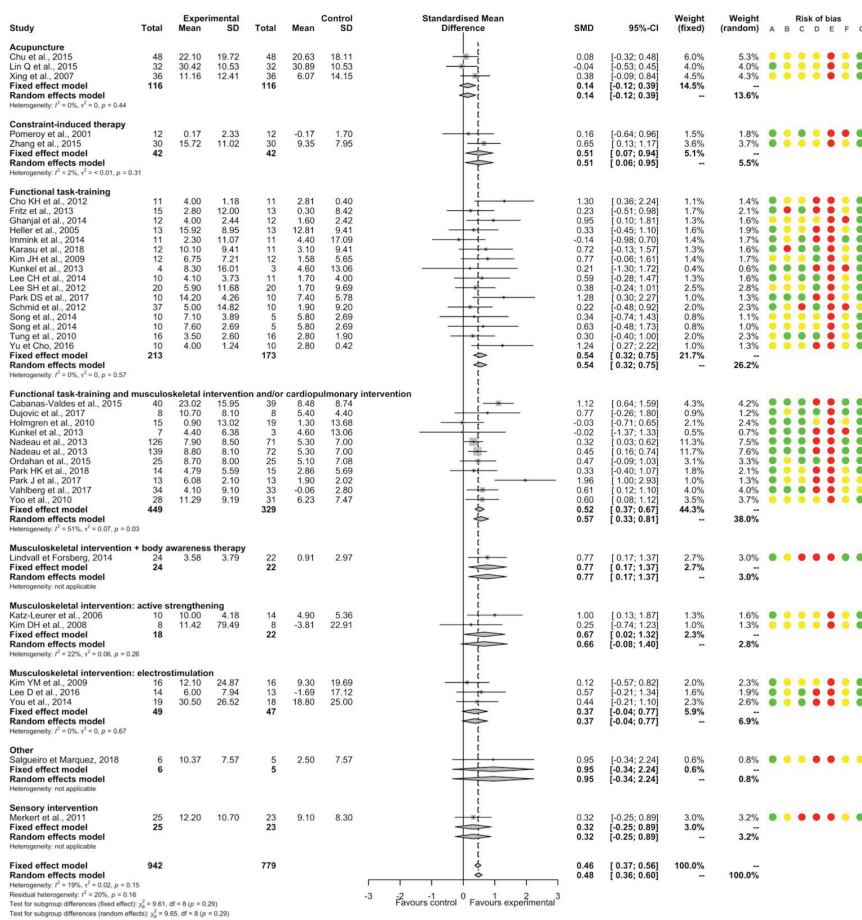 Experimental Control Standardised Mean Weight Weight Risk of bias
Study Total Mean SD Total Mean SD Difference SMD 95%-CI (fixed) (random) A B C D E F G
Acupuncture
Chu et al., 2015 48 22.10 19.72 48 20.63 18.11 0.08 [-0.32; 0.48] 6.0% 5.3%
Lin Q et al., 2015 32 30.42 10.53 32 30.89 10.53 -0.04 [-0.53; 0.45] 4.0% 4.0%
Xing et al., 2007 36 11.16 12.41 36 6.07 14.15 0.38 [-0.09; 0.84] 4.5% 4.3%
Fixed effect model 116 116 0.14 [-0.12; 0.39] 14.5% --
Random effects model 0.14 [-0.12; 0.39] -- 13.6%
Heterogeneity: I² = 0%, τ² = 0, p = 0.44
Constraint-induced therapy
Pomeroy et al., 2001 12 0.17 2.33 12 -0.17 1.70 0.16 [-0.64; 0.96] 1.5% 1.8%
Zhang et al., 2015 30 15.72 11.02 30 9.35 7.95 0.65 [0.13; 1.17] 3.6% 3.7%
Fixed effect model 42 42 0.51 [ 0.07; 0.94] 5.1% --
Random effects model 0.51 [ 0.06; 0.95] -- 5.5%
Heterogeneity: I² = 2%, τ² = < 0.01, p = 0.31
Functional task-training
Cho KH et al., 2012 11 4.00 1.18 11 2.81 0.40 1.30 [ 0.36; 2.24] 1.1% 1.4%
Fritz et al., 2013 15 2.80 12.00 13 0.30 8.42 0.23 [-0.51; 0.98] 1.7% 2.1%
Ghanjal et al., 2014 12 4.00 2.44 12 1.60 2.42 0.95 [ 0.10; 1.81] 1.3% 1.6%
Heller et al., 2005 13 15.92 8.95 13 12.81 9.41 0.33 [-0.45; 1.10] 1.6% 1.9%
Immink et al., 2014 11 2.30 11.07 11 4.40 17.09 -0.14 [-0.98; 0.70] 1.4% 1.7%
Karasu et al., 2018 12 10.10 9.41 11 3.10 9.41 0.72 [-0.13; 1.57] 1.3% 1.6%
Kim JH et al., 2009 12 6.75 7.21 12 1.58 5.65 0.77 [-0.06; 1.61] 1.4% 1.7%
Kunkel et al., 2013 4 8.30 16.01 3 4.60 13.06 0.21 [-1.30; 1.72] 0.4% 0.6%
Lee CH et al., 2014 10 4.10 3.73 11 1.70 4.00 0.59 [-0.28; 1.47] 1.3% 1.6%
Lee SH et al., 2012 20 5.90 11.68 20 1.70 9.69 0.38 [-0.24; 1.01] 2.5% 2.8%
Park DS et al., 2017 10 14.20 4.26 10 7.40 5.78 1.28 [ 0.30; 2.27] 1.0% 1.3%
Schmid et al., 2012 37 5.00 14.82 10 1.90 9.20 0.22 [-0.48; 0.92] 2.0% 2.3%
Song et al., 2014 10 7.10 3.89 5 5.80 2.69 0.34 [-0.74; 1.43] 0.8% 1.1%
Song et al., 2014 10 7.60 2.69 5 5.80 2.69 0.63 [-0.48; 1.73] 0.8% 1.0%
Tung et al., 2010 16 3.50 2.60 16 2.80 1.90 0.30 [-0.40; 1.00] 2.0% 2.3%
Yu et Cho, 2016 10 4.00 1.24 10 2.80 0.42 1.24 [ 0.27; 2.22] 1.0% 1.3%
Fixed effect model 213 173 0.54 [ 0.32; 0.75] 21.7% --
Random effects model 0.54 [ 0.32; 0.75] -- 26.2%
Heterogeneity: I² = 0%, τ² = 0, p = 0.57
Functional task-training and musculoskeletal intervention and/or cardiopulmonary intervention
Cabanas-Valdes et al., 2015 40 23.02 15.95 39 8.48 8.74 1.12 [ 0.64; 1.59] 4.3% 4.2%
Dujovic et al., 2017 8 10.70 8.10 8 5.40 4.40 0.77 [-0.26; 1.80] 0.9% 1.2%
Holmgren et al., 2010 15 0.90 13.02 19 1.30 13.68 -0.03 [-0.71; 0.65] 2.1% 2.4%
Kunkel et al., 2013 7 4.40 6.38 3 4.60 13.06 -0.02 [-1.37; 1.33] 0.5% 0.7%
Nadeau et al., 2013 126 7.90 8.50 71 5.30 7.00 0.32 [ 0.03; 0.62] 11.3% 7.5%
Nadeau et al., 2013 139 8.80 8.10 72 5.30 7.00 0.45 [ 0.16; 0.74] 11.7% 7.6%
Ordahan et al., 2015 25 8.70 8.00 25 5.10 7.08 0.47 [-0.09; 1.03] 3.1% 3.3%
Park HK et al., 2018 14 4.79 5.59 15 2.86 5.69 0.33 [-0.40; 1.07] 1.8% 2.1%
Park J et al., 2017 13 6.08 2.10 13 1.90 2.02 1.96 [ 1.00; 2.93] 1.0% 1.3%
Vahlberg et al., 2017 34 4.10 9.10 33 -0.06 2.80 0.61 [ 0.12; 1.10] 4.0% 4.0%
Yoo et al., 2010 28 11.29 9.19 31 6.23 7.47 0.60 [ 0.08; 1.12] 3.5% 3.7%
Fixed effect model 449 329 0.52 [ 0.37; 0.67] 44.3% --
Random effects model 0.57 [ 0.33; 0.81] -- 38.0%
Heterogeneity: I² = 51%, τ² = 0.07, p = 0.03
Musculoskeletal intervention + body awareness therapy
Lindvall et Forsberg, 2014 24 3.58 3.79 22 0.91 2.97 0.77 [ 0.17; 1.37] 2.7% 3.0%
Fixed effect model 24 22 0.77 [ 0.17; 1.37] 2.7% --
Random effects model 0.77 [ 0.17; 1.37] -- 3.0%
Heterogeneity: not applicable
Musculoskeletal intervention: active strengthening
Katz-Leurer et al., 2006 10 10.00 4.18 14 4.90 5.36 1.00 [ 0.13; 1.87] 1.3% 1.6%
Kim DH et al., 2008 8 11.42 79.49 8 -3.81 22.91 0.25 [-0.74; 1.23] 1.0% 1.3%
Fixed effect model 18 22 0.67 [ 0.02; 1.32] 2.3% --
Random effects model 0.66 [-0.08; 1.40] -- 2.8%
Heterogeneity: I² = 22%, τ² = 0.06, p = 0.26
Musculoskeletal intervention: electrostimulation
Kim YM et al., 2009 16 12.10 24.87 16 9.30 19.69 0.12 [-0.57; 0.82] 2.0% 2.3%
Lee D et al., 2016 14 6.00 7.94 13 -1.69 17.12 0.57 [-0.21; 1.34] 1.6% 1.9%
You et al., 2014 19 30.50 26.52 18 18.80 25.00 0.44 [-0.21; 1.10] 2.3% 2.6%
Fixed effect model 49 47 0.37 [-0.04; 0.77] 5.9% --
Random effects model 0.37 [-0.04; 0.77] -- 6.9%
Heterogeneity: I² = 0%, τ² = 0, p = 0.67
Other
Salgueiro et Marquez, 2018 6 10.37 7.57 5 2.50 7.57 0.95 [-0.34; 2.24] 0.6% 0.8%
Fixed effect model 6 5 0.95 [-0.34; 2.24] 0.6% --
Random effects model 0.95 [-0.34; 2.24] -- 0.8%
Heterogeneity: not applicable
Sensory intervention
Merkert et al., 2011 25 12.20 10.70 23 9.10 8.30 0.32 [-0.25; 0.89] 3.0% 3.2%
Fixed effect model 25 23 0.32 [-0.25; 0.89] 3.0% --
Random effects model 0.32 [-0.25; 0.89] -- 3.2%
Heterogeneity: not applicable
Fixed effect model 942 779 0.46 [ 0.37; 0.56] 100.0% --
Random effects model 0.48 [ 0.36; 0.60] -- 100.0%
Heterogeneity: I² = 19%, τ² = 0.02, p = 0.15
Residual heterogeneity: I² = 20%, p = 0.16
-3 -2 -1 0 1 2 3
Test for subgroup differences (fixed effect): χ²₈ = 9.61, df = 8 (p = 0.29)
Favours control Favours experimental
Test for subgroup differences (random effects): χ²₈ = 9.65, df = 8 (p = 0.29)